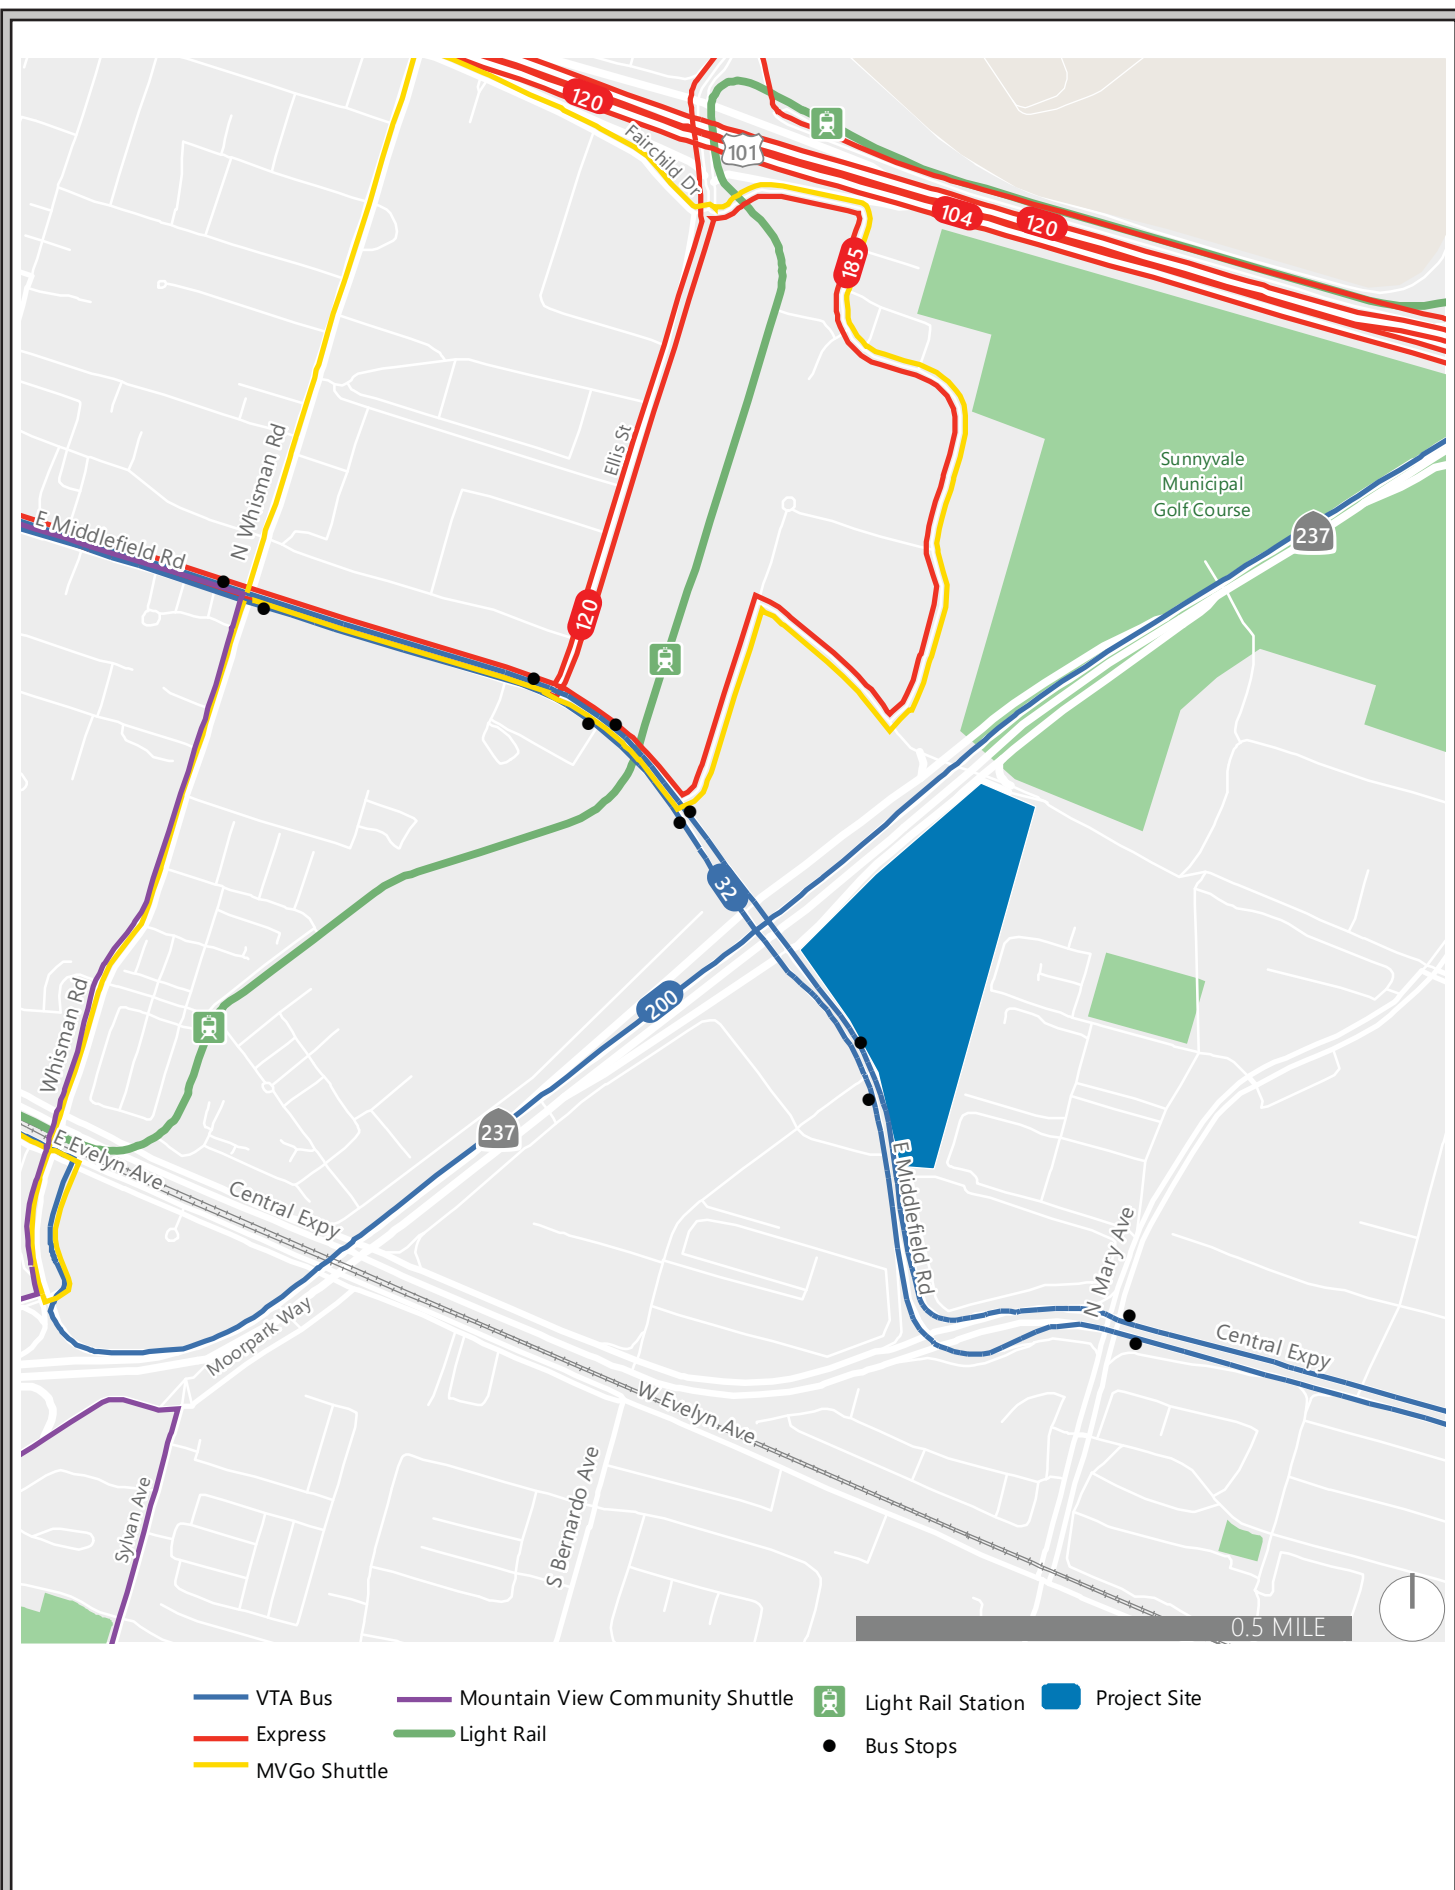 120
101
Fairchild Dr
104
120
185
Ellis St
N Whisman Rd
Sunnyvale
Municipal
Golf Course
237
E Middlefield Rd
120
32
200
Whisman Rd
237
E Evelyn Ave
Central Expy
E Middlefield Rd
N Mary Ave
Moorpark Way
Central Expy
W Evelyn Ave
Sylvan Ave
S Bernardo Ave
0.5 MILE
VTA Bus
Mountain View Community Shuttle
Light Rail Station
Project Site
Express
Light Rail
Bus Stops
MVGo Shuttle